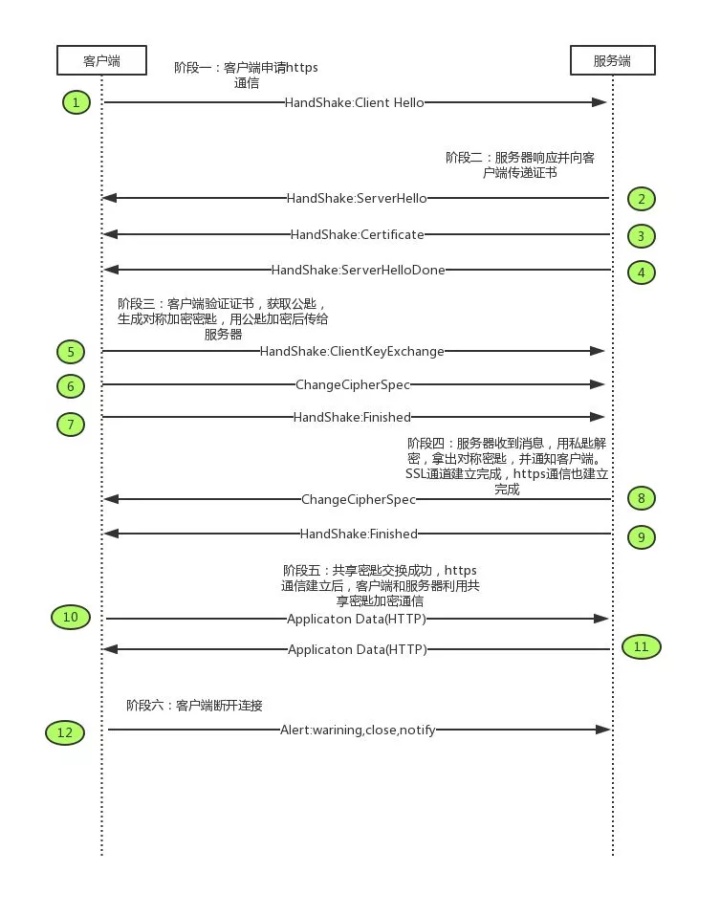 客户端
服务端
阶段一：客户端申请https
通信
1
HandShake:Client Hello
阶段二：服务器响应并向客
户端传递证书
HandShake:ServerHello
2
HandShake:Certificate
3
HandShake:ServerHelloDone
4
阶段三：客户端验证证书，获取公匙，
生成对称加密密匙，用公匙加密后传给
服务器
5
HandShake:ClientKeyExchange
6
ChangeCipherSpec
7
HandShake:Finished
阶段四：服务器收到消息，用私匙解
密，拿出对称密匙，并通知客户端。
SSL通道建立完成，https通信也建立
完成
ChangeCipherSpec
8
HandShake:Finished
9
阶段五：共享密匙交换成功，https
通信建立后，客户端和服务器利用共
享密匙加密通信
10
Applicaton Data(HTTP)
Applicaton Data(HTTP)
11
阶段六：客户端断开连接
12
Alert:warining,close,notify